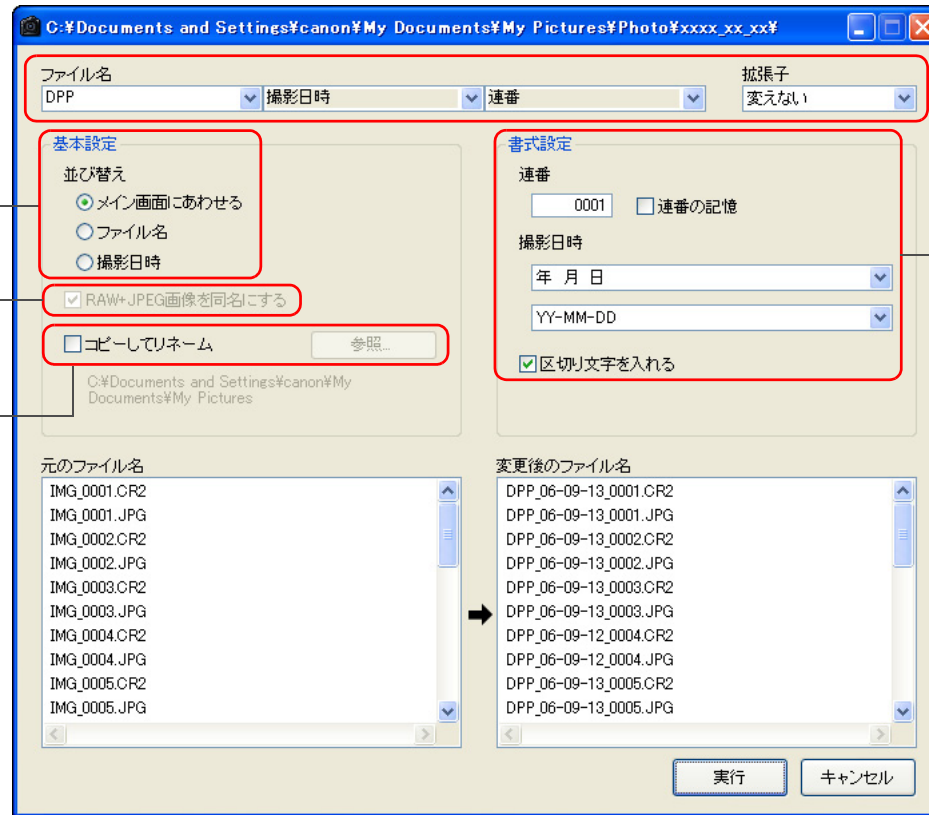 C:¥Documents and Settings¥canon¥My Documents¥My Pictures¥Photo¥xxxx_xx_xx¥
ファイル名 拡張子
DPP 撮影日時 連番 変えない
基本設定
並び替え
メイン画面にあわせる
ファイル名
撮影日時
RAW+JPEG画像を同名にする
コピーしてリネーム 参照...
C:¥Documents and Settings¥canon¥My
Documents¥My Pictures
書式設定
連番
0001 連番の記憶
撮影日時
年 月 日
YY-MM-DD
区切り文字を入れる
元のファイル名
IMG_0001.CR2
IMG_0001.JPG
IMG_0002.CR2
IMG_0002.JPG
IMG_0003.CR2
IMG_0003.JPG
IMG_0004.CR2
IMG_0004.JPG
IMG_0005.CR2
IMG_0005.JPG
変更後のファイル名
DPP_06-09-13_0001.CR2
DPP_06-09-13_0001.JPG
DPP_06-09-13_0002.CR2
DPP_06-09-13_0002.JPG
DPP_06-09-13_0003.CR2
DPP_06-09-13_0003.JPG
DPP_06-09-12_0004.CR2
DPP_06-09-12_0004.JPG
DPP_06-09-13_0005.CR2
DPP_06-09-13_0005.JPG
実行 キャンセル